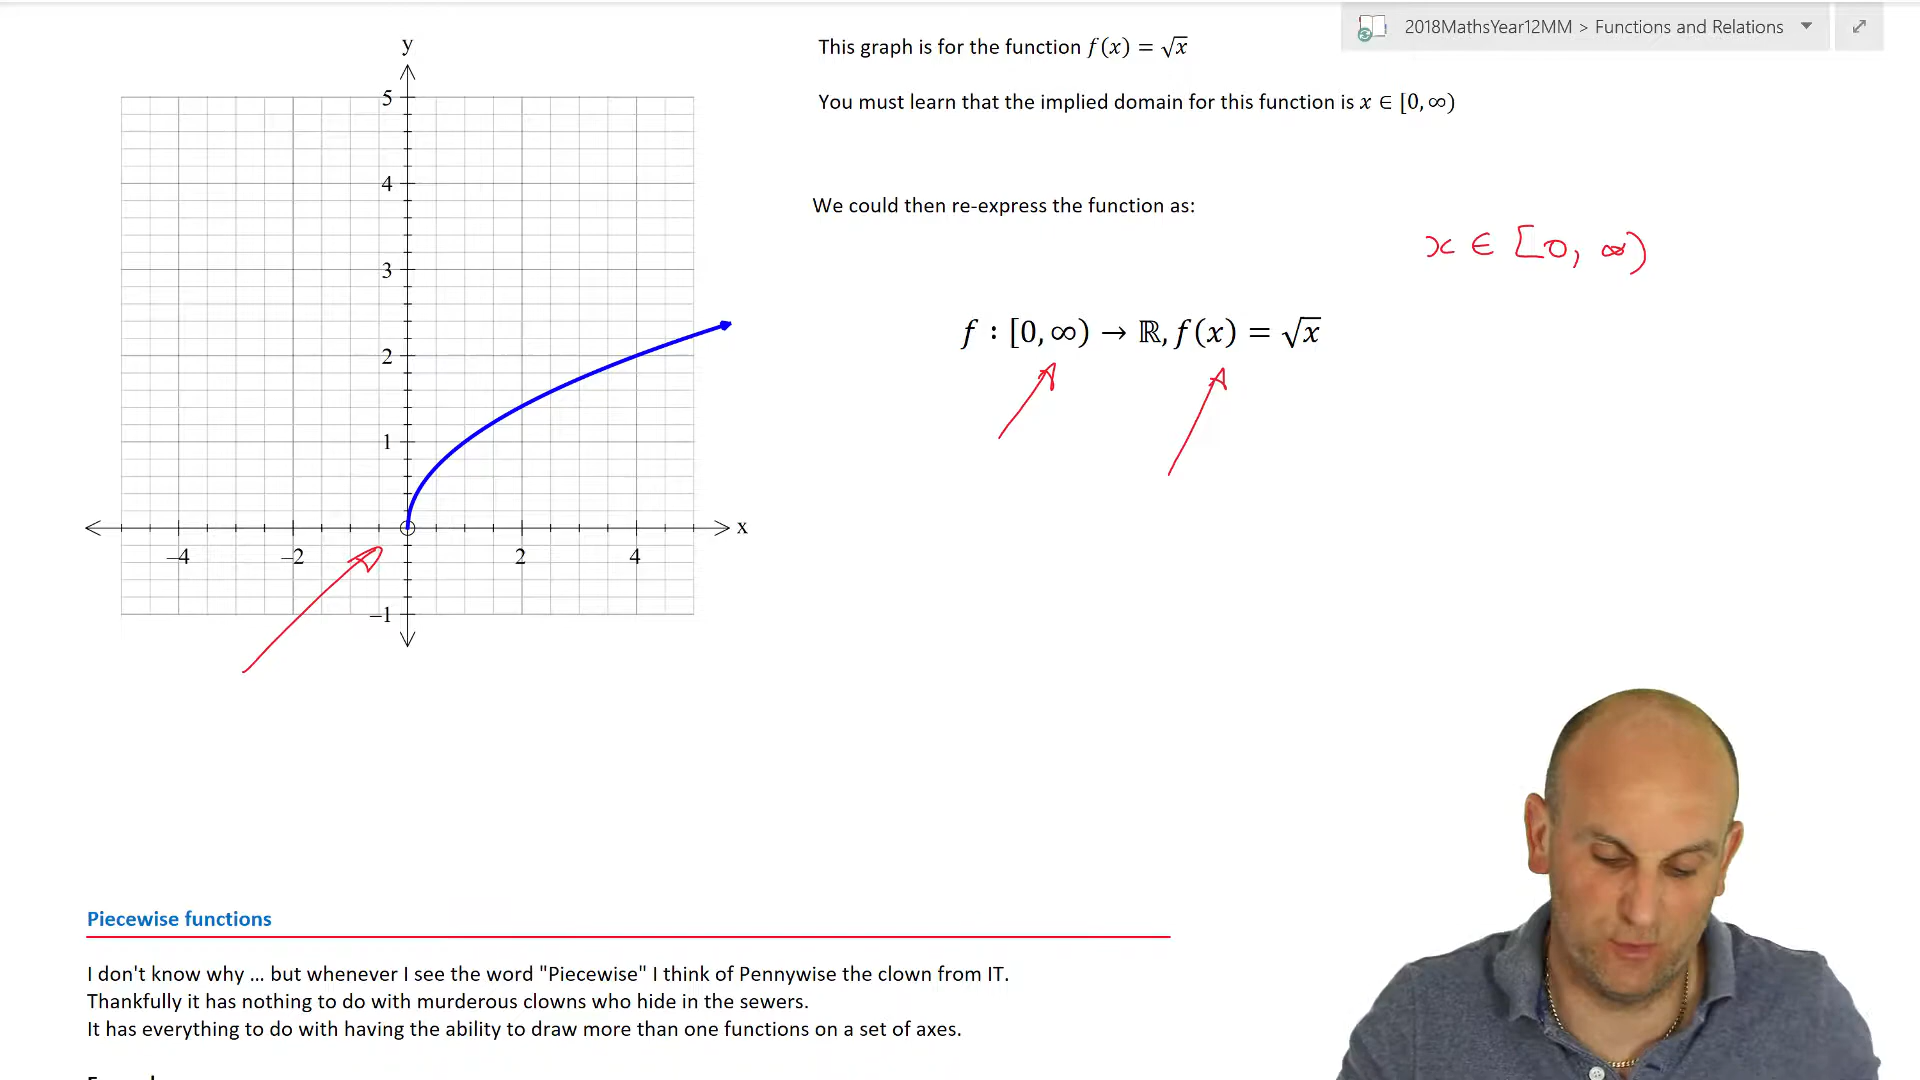 2018MathsYear12MM > Functions and Relations
This graph is for the function f(x) = √x
You must learn that the implied domain for this function is x ∈ [0, ∞)
We could then re-express the function as:
x ∈ [0, ∞)
f : [0, ∞) → ℝ, f(x) = √x
y
5
4
3
2
1
x
–4 –2 2 4
–1
Piecewise functions
I don't know why ... but whenever I see the word "Piecewise" I think of Pennywise the clown from IT.
Thankfully it has nothing to do with murderous clowns who hide in the sewers.
It has everything to do with having the ability to draw more than one functions on a set of axes.